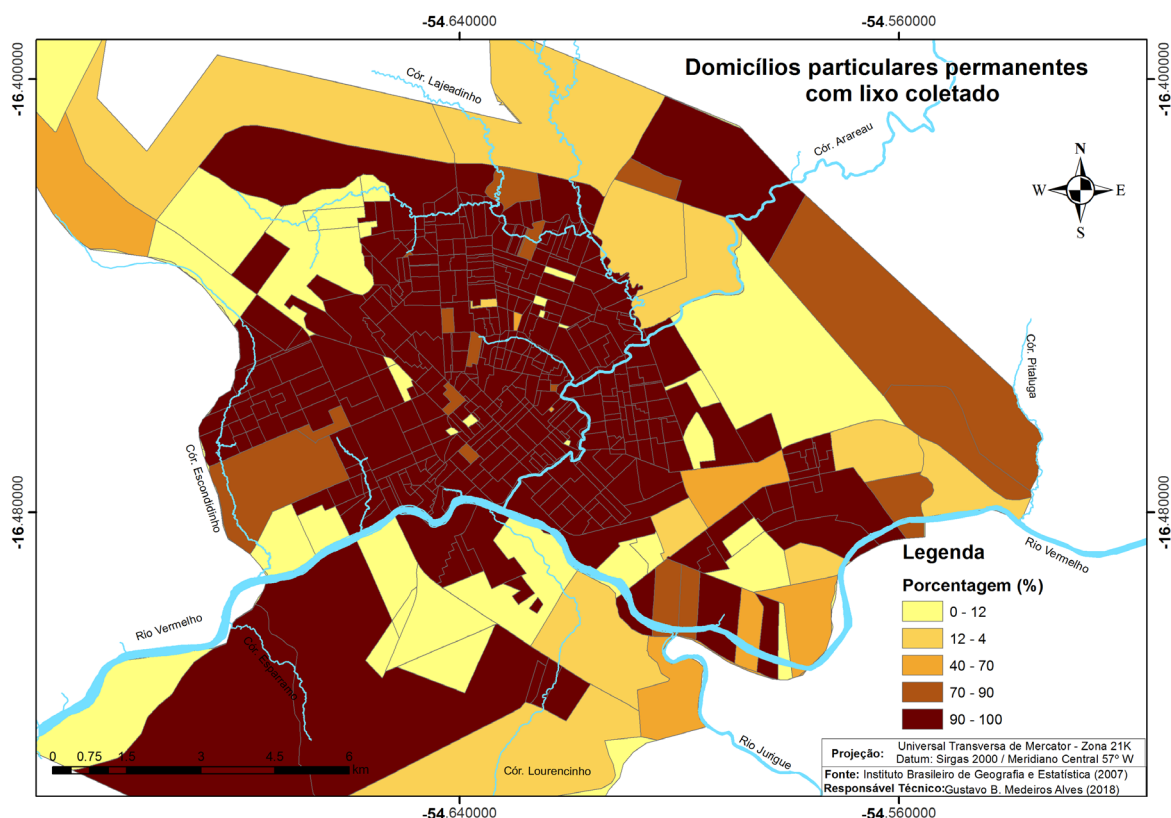 -54.640000
-54.560000
-16.400000
-16.400000
Domicílios particulares permanentes
com lixo coletado
Cór. Lajeadinho
Cór. Arareau
N
W
E
S
Cór. Pitaluga
Cór. Escondidinho
-16.480000
-16.480000
Rio Vermelho
Rio Vermelho
Cór. Esparramo
Legenda
Porcentagem (%)
0 - 12
12 - 4
40 - 70
70 - 90
90 - 100
Rio Jurigue
Cór. Lourencinho
0 0.75 1.5 3 4.5 6
km
Projeção: Universal Transversa de Mercator - Zona 21K
Datum: Sirgas 2000 / Meridiano Central 57º W
Fonte: Instituto Brasileiro de Geografia e Estatística (2007)
Responsável Técnico:Gustavo B. Medeiros Alves (2018)
-54.640000
-54.560000